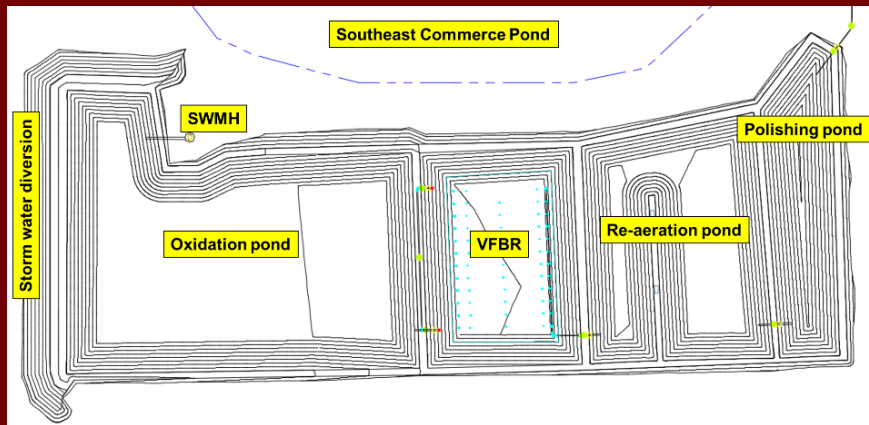 Southeast Commerce Pond
SWMH
Polishing pond
Storm water diversion
Oxidation pond
VFBR
Re-aeration pond